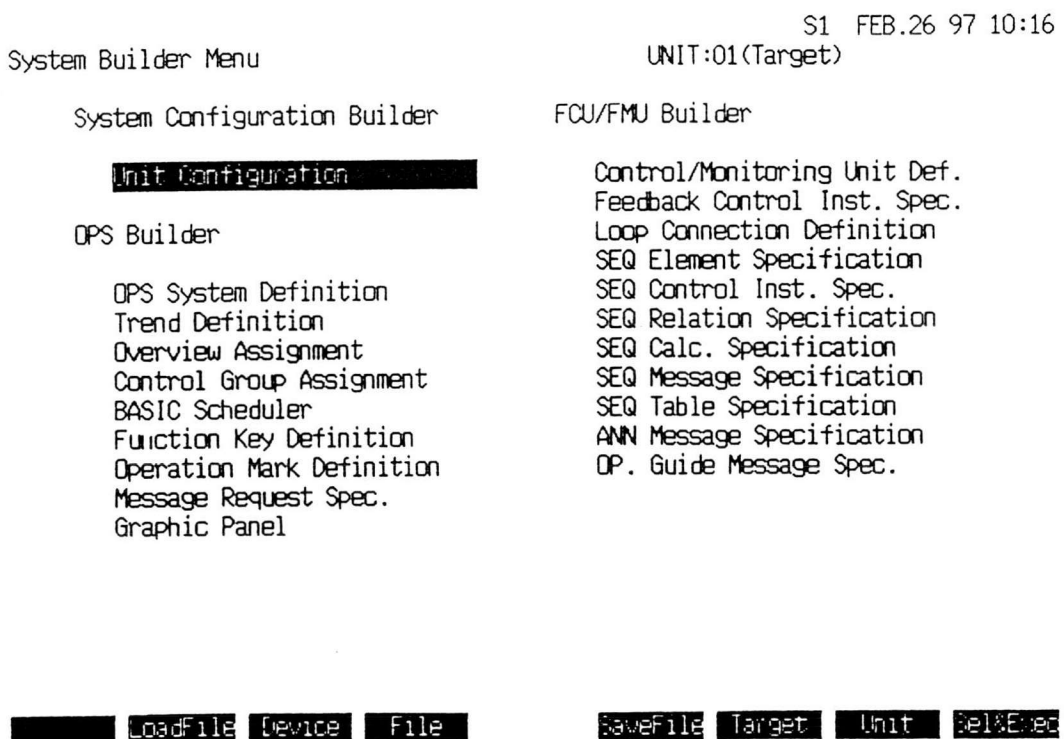 S1 FEB.26 97 10:16
System Builder Menu UNIT:01(Target)
System Configuration Builder
Unit Configuration
OPS Builder
OPS System Definition
Trend Definition
Overview Assignment
Control Group Assignment
BASIC Scheduler
Function Key Definition
Operation Mark Definition
Message Request Spec.
Graphic Panel
FCU/FMU Builder
Control/Monitoring Unit Def.
Feedback Control Inst. Spec.
Loop Connection Definition
SEQ Element Specification
SEQ Control Inst. Spec.
SEQ Relation Specification
SEQ Calc. Specification
SEQ Message Specification
SEQ Table Specification
ANN Message Specification
OP. Guide Message Spec.
LoadFile Device File SaveFile Target Unit Sel&Exec